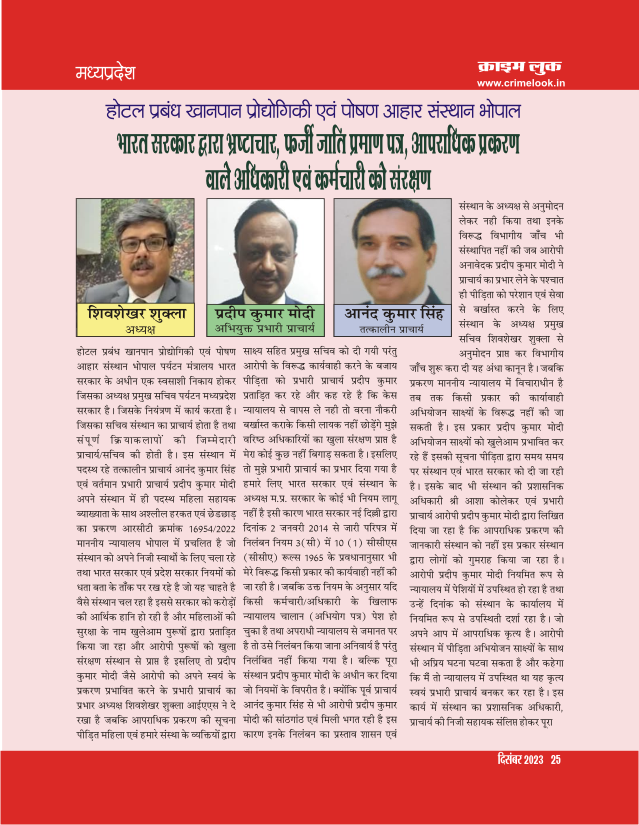 मध्यप्रदेश
क्राइम लुक
www.crimelook.in
होटल प्रबंध खानपान प्रोद्योगिकी एवं पोषण आहार संस्थान भोपाल
भारत सरकार द्वारा भ्रष्टाचार, फर्जी जाति प्रमाण पत्र, आपराधिक प्रकरण
वाले अधिकारी एवं कर्मचारी को संरक्षण
शिवशेखर शुक्ला
अध्यक्ष
प्रदीप कुमार मोदी
अभियुक्त प्रभारी प्राचार्य
आनंद कुमार सिंह
तत्कालीन प्राचार्य
होटल प्रबंध खानपान प्रोद्योगिकी एवं पोषण
आहार संस्थान भोपाल पर्यटन मंत्रालय भारत
सरकार के अधीन एक स्वसाशी निकाय होकर
जिसका अध्यक्ष प्रमुख सचिव पर्यटन मध्यप्रदेश
सरकार है। जिसके नियंत्रण में कार्य करता है।
जिसका सचिव संस्थान का प्राचार्य होता है तथा
संपूर्ण क्रियाकलापों की जिम्मेदारी
प्राचार्य/सचिव की होती है। इस संस्थान में
पदस्थ रहे तत्कालीन प्राचार्य आनंद कुमार सिंह
एवं वर्तमान प्रभारी प्राचार्य प्रदीप कुमार मोदी
अपने संस्थान में ही पदस्थ महिला सहायक
ब्याख्याता के साथ अश्लील हरकत एवं छेडछाड़
का प्रकरण आरसीटी क्रमांक 16954/2022
माननीय न्यायालय भोपाल में प्रचलित है जो
संस्थान को अपने निजी स्वार्थो के लिए चला रहे
तथा भारत सरकार एवं प्रदेश सरकार नियमों को
धता बता के ताँक पर रख रहे है जो यह चाहते है
वैसे संस्थान चल रहा है इससे सरकार को करोड़ों
की आर्थिक हानि हो रही है और महिलाओं की
सुरक्षा के नाम खुलेआम पुरूषों द्वारा प्रताड़ित
किया जा रहा और आरोपी पुरूषों को खुला
संरक्षण संस्थान से प्राप्त है इसलिए तो प्रदीप
कुमार मोदी जैसे आरोपी को अपने स्वयं के
प्रकरण प्रभावित करने के प्रभारी प्राचार्य का
प्रभार अध्यक्ष शिवशेखर शुक्ला आईएएस ने दे
रखा है जबकि आपराधिक प्रकरण की सूचना
पीड़ित महिला एवं हमारे संस्था के व्यक्तियों द्वारा
साक्ष्य सहित प्रमुख सचिव को दी गयी परंतु
आरोपी के विरूद्ध कार्यवाही करने के बजाय
पीड़िता को प्रभारी प्राचार्य प्रदीप कुमार
प्रताड़ित कर रहे और कह रहे है कि केस
न्यायालय से वापस ले नही तो वरना नौकरी
बर्खास्त कराके किसी लायक नहीं छोड़ेंगे मुझे
वरिष्ठ अधिकारियों का खुला संरक्षण प्राप्त है
मेरा कोई कुछ नहीं बिगाड़ सकता है। इसलिए
तो मुझे प्रभारी प्राचार्य का प्रभार दिया गया है
हमारे लिए भारत सरकार एवं संस्थान के
अध्यक्ष म.प्र. सरकार के कोई भी नियम लागू
नहीं है इसी कारण भारत सरकार नई दिल्ली द्वारा
दिनांक 2 जनवरी 2014 से जारी परिपत्र में
निलंबन नियम 3(सी) में 10 (1) सीसीएस
(सीसीए) रूल्स 1965 के प्रवधानानुसार भी
मेरे विरूद्ध किसी प्रकार की कार्यवाही नहीं की
जा रही है। जबकि उक्त नियम के अनुसार यदि
किसी कर्मचारी/अधिकारी के खिलाफ
न्यायालय चालान (अभियोग पत्र) पेश हो
चुका है तथा अपराधी न्यायालय से जमानत पर
है तो उसे निलंबन किया जाना अनिवार्य है परंतु
निलंबित नहीं किया गया है। बल्कि पूरा
संस्थान प्रदीप कुमार मोदी के अधीन कर दिया
जो नियमों के विपरीत है। क्योंकि पूर्व प्राचार्य
आनंद कुमार सिंह से भी आरोपी प्रदीप कुमार
मोदी की सांठगांठ एवं मिली भगत रही है इस
कारण इनके निलंबन का प्रस्ताव शासन एवं
संस्थान के अध्यक्ष से अनुमोदन
लेकर नही किया तथा इनके
विरूद्ध विभागीय जाँच भी
संस्थापित नहीं की जब आरोपी
अनावेदक प्रदीप कुमार मोदी ने
प्राचार्य का प्रभार लेने के पश्चात
ही पीड़िता को परेशान एवं सेवा
से बर्खास्त करने के लिए
संस्थान के अध्यक्ष प्रमुख
सचिव शिवशेखर शुक्ला से
अनुमोदन प्राप्त कर विभागीय
जाँच शुरू करा दी यह अंधा कानून है। जबकि
प्रकरण माननीय न्यायालय में विचाराधीन है
तब तक किसी प्रकार की कार्यवाही
अभियोजन साक्ष्यों के विरूद्ध नहीं की जा
सकती है। इस प्रकार प्रदीप कुमार मोदी
अभियोजन साक्ष्यों को खुलेआम प्रभावित कर
रहे हैं इसकी सूचना पीड़िता द्वारा समय समय
पर संस्थान एवं भारत सरकार को दी जा रही
है। इसके बाद भी संस्थान की प्रशासनिक
अधिकारी श्री आशा कोलेकर एवं प्रभारी
प्राचार्य आरोपी प्रदीप कुमार मोदी द्वारा लिखित
दिया जा रहा है कि आपराधिक प्रकरण की
जानकारी संस्थान को नहीं इस प्रकार संस्थान
द्वारा लोगों को गुमराह किया जा रहा है।
आरोपी प्रदीप कुमार मोदी नियमित रूप से
न्यायालय में पेशियों में उपस्थित हो रहा है तथा
उन्हें दिनांक को संस्थान के कार्यालय में
नियमित रूप से उपस्थिती दर्शा रहा है। जो
अपने आप में आपराधिक कृत्य है। आरोपी
संस्थान में पीड़िता अभियोजन साक्ष्यों के साथ
भी अप्रिय घटना घटवा सकता है और कहेगा
कि मैं तो न्यायालय में उपस्थित था यह कृत्य
स्वयं प्रभारी प्राचार्य बनकर कर रहा है। इस
कार्य में संस्थान का प्रशासनिक अधिकारी,
प्राचार्य की निजी सहायक संलिप्त होकर पूरा
दिसंबर 2023 25